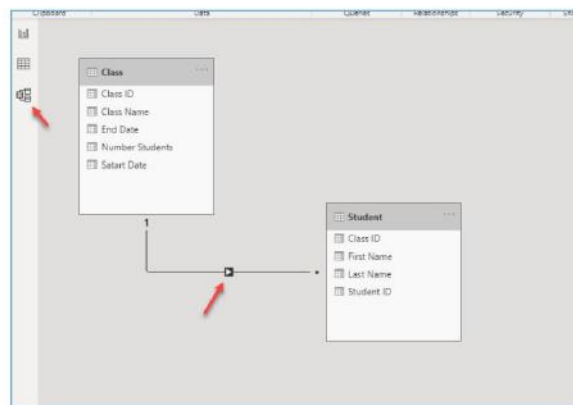 Clipboard Data Queries Relationships Security
Class
Class ID
Class Name
End Date
Number Students
Satart Date
1
Student
Class ID
First Name
Last Name
Student ID
*